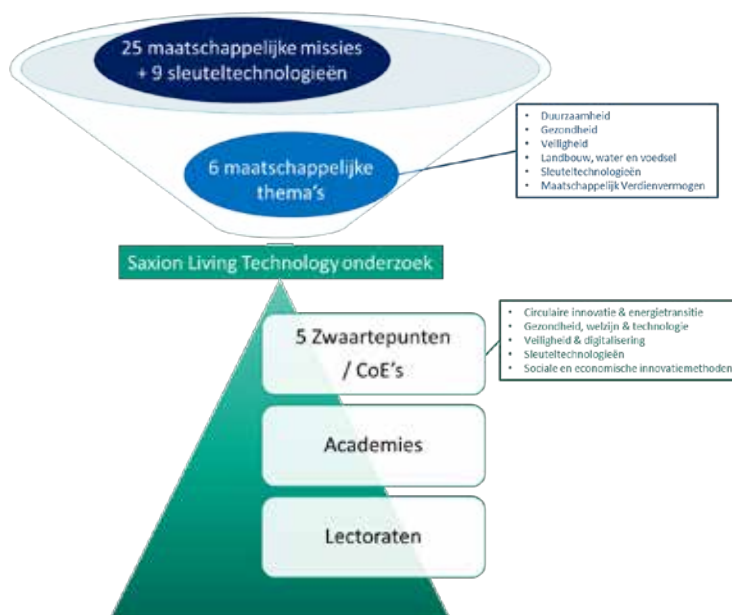 25 maatschappelijke missies
+ 9 sleuteltechnologieën
6 maatschappelijke
thema's
• Duurzaamheid
• Gezondheid
• Veiligheid
• Landbouw, water en voedsel
• Sleuteltechnologieën
• Maatschappelijk Verdienvermogen
Saxion Living Technology onderzoek
5 Zwaartepunten
/ CoE's
• Circulaire innovatie & energietransitie
• Gezondheid, welzijn & technologie
• Veiligheid & digitalisering
• Sleuteltechnologieën
• Sociale en economische innovatiemethoden
Academies
Lectoraten